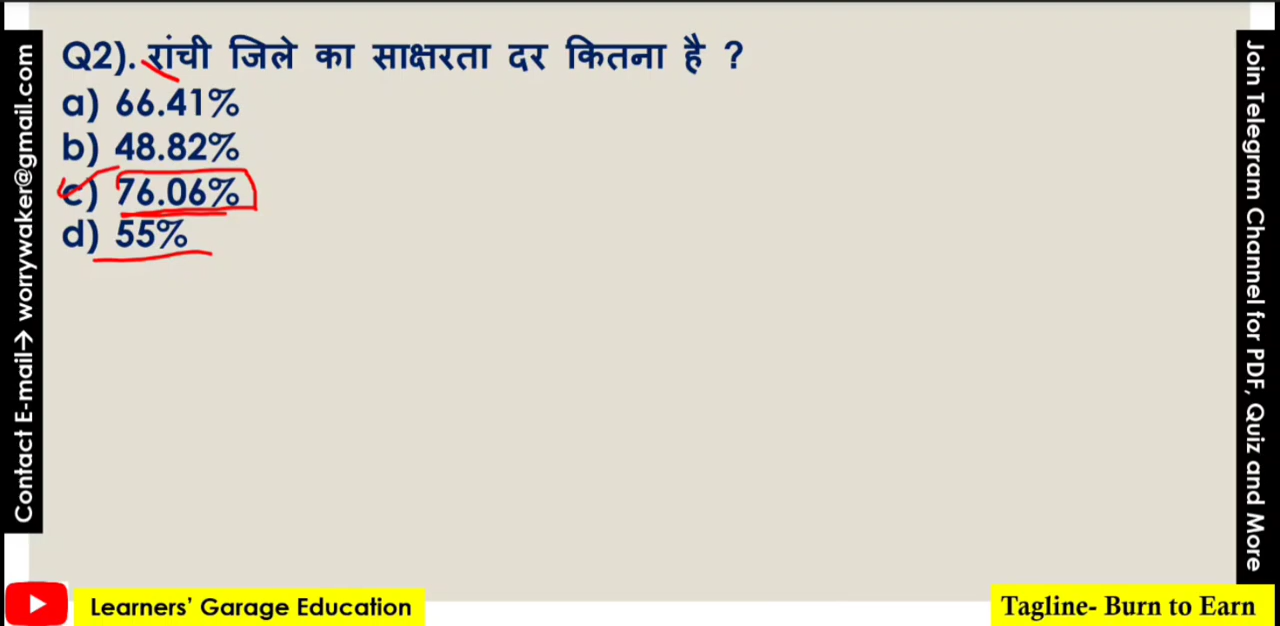 Q2). रांची जिले का साक्षरता दर कितना है ?
a) 66.41%
b) 48.82%
c) 76.06%
d) 55%
Contact E-mail→ worrywaker@gmail.com
Join Telegram Channel for PDF, Quiz and More
Learners’ Garage Education
Tagline- Burn to Earn